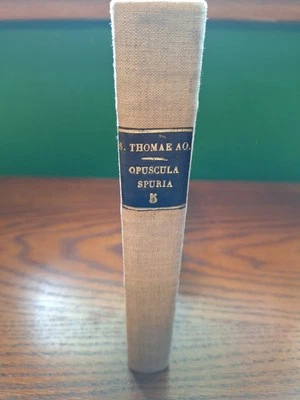 S. THOMAE AQ.
OPUSCULA
SPURIA
5